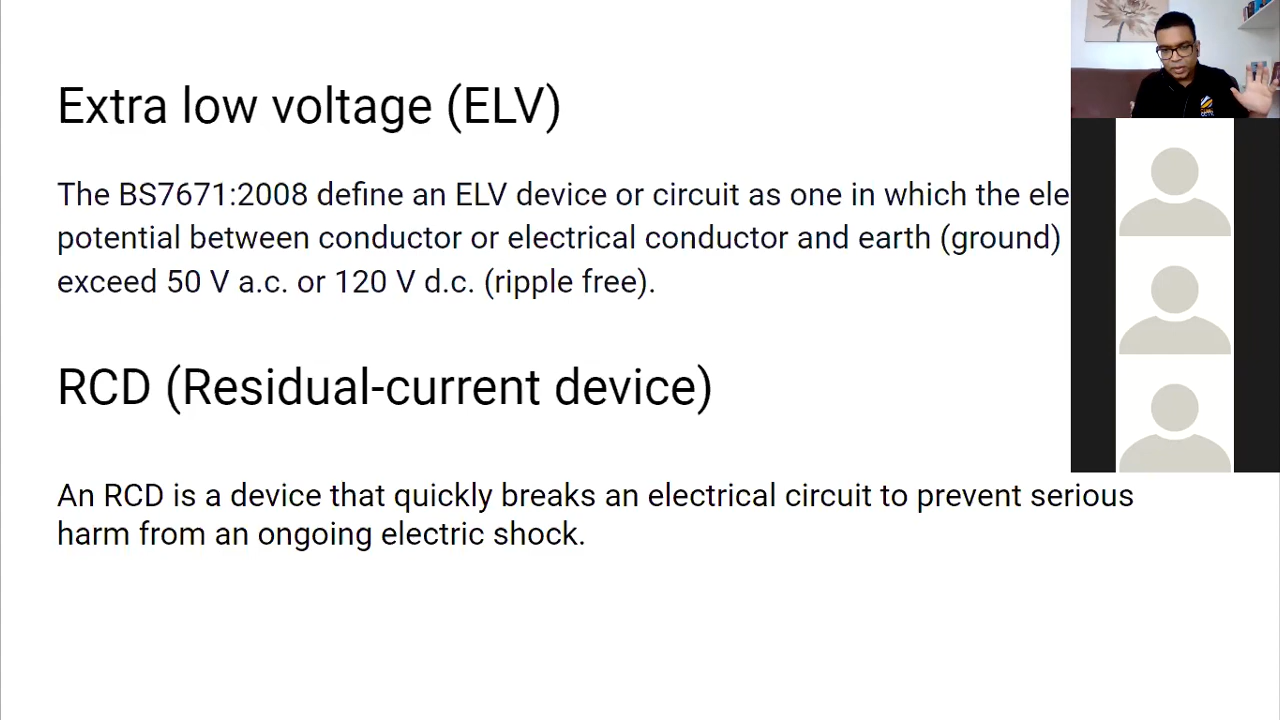 Extra low voltage (ELV)
The BS7671:2008 define an ELV device or circuit as one in which the ele
potential between conductor or electrical conductor and earth (ground)
exceed 50 V a.c. or 120 V d.c. (ripple free).
RCD (Residual-current device)
An RCD is a device that quickly breaks an electrical circuit to prevent serious
harm from an ongoing electric shock.